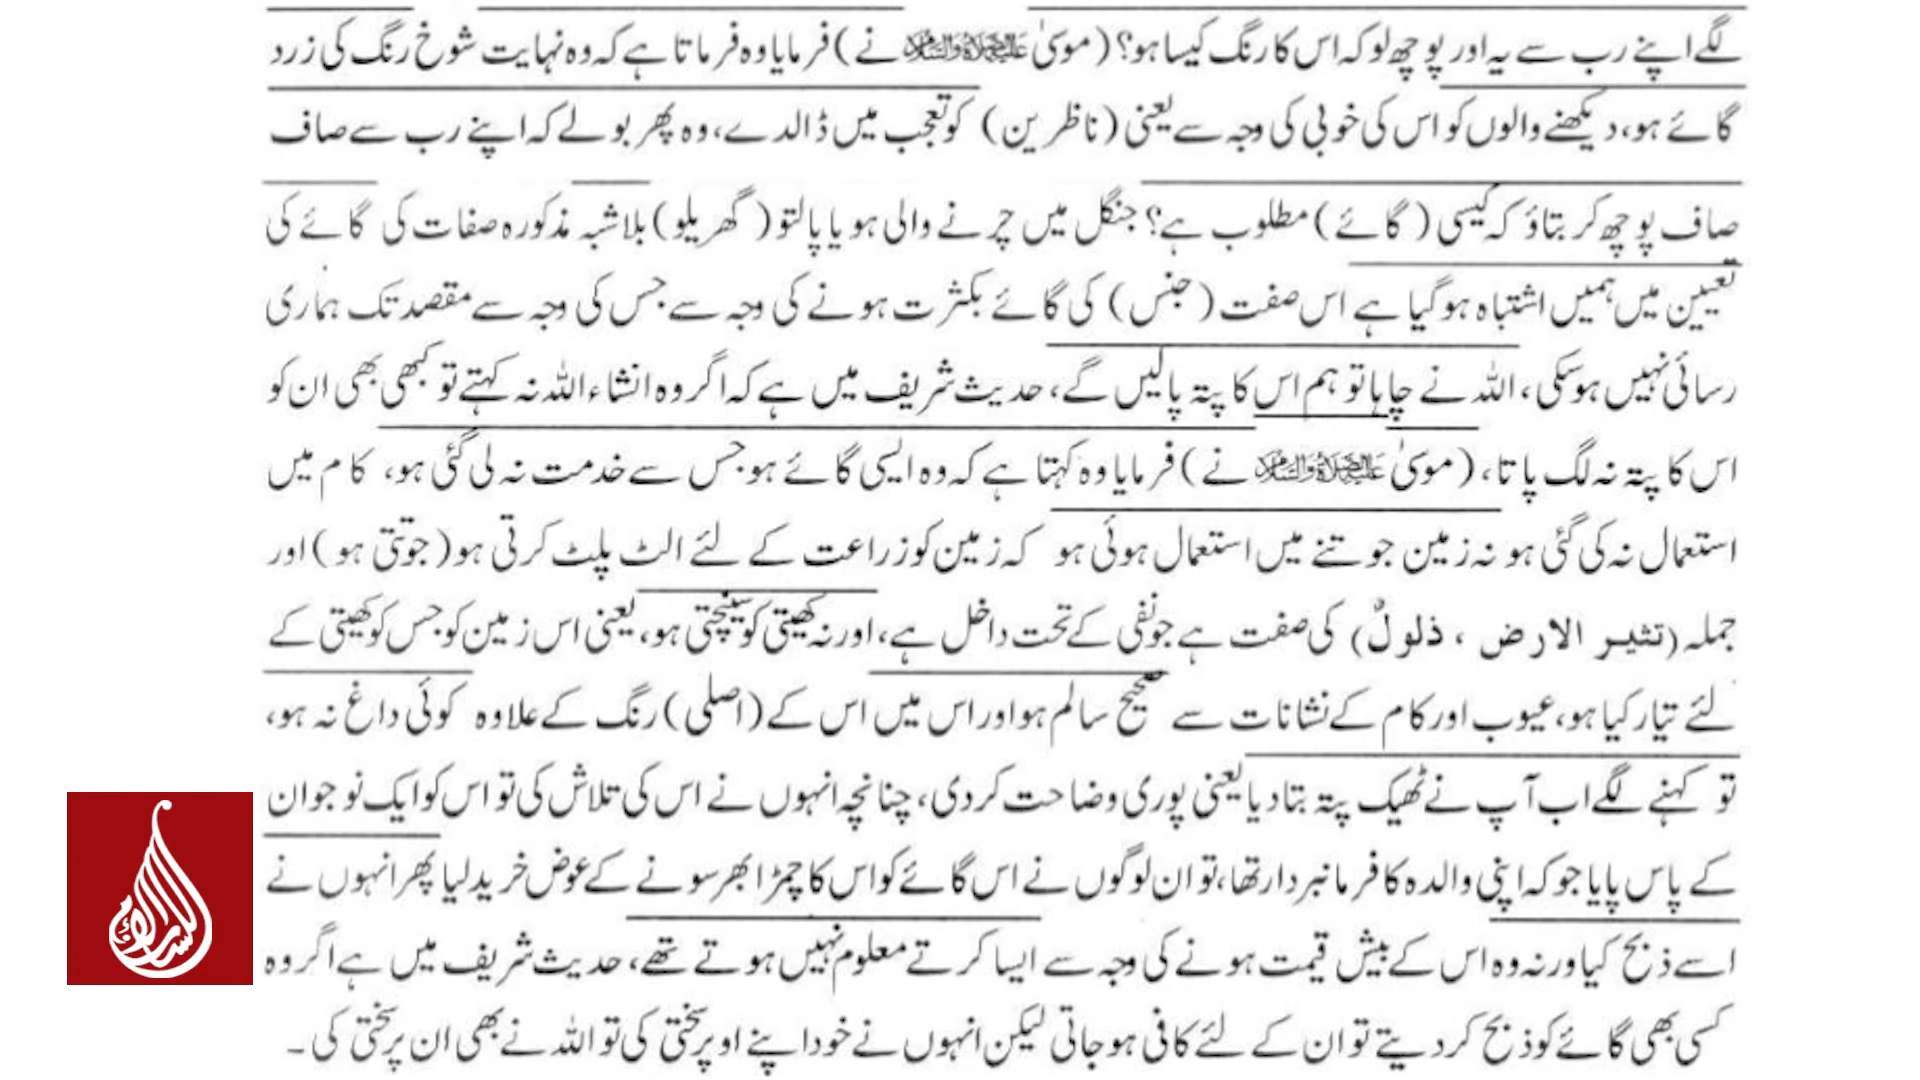 لگے اپنے رب سے یہ اور پوچھ لو کہ اس کا رنگ کیسا ہو؟ (موسیٰ علیہ الصلاۃ والسلام نے) فرمایا وہ فرماتا ہے کہ وہ نہایت شوخ رنگ کی زرد
گائے ہو، دیکھنے والوں کو اس کی خوبی کی وجہ سے یعنی (ناظرین) کو تعجب میں ڈالدے، وہ پھر بولے کہ اپنے رب سے صاف
صاف پوچھ کر بتاؤ کہ کیسی (گائے) مطلوب ہے؟ جنگل میں چرنے والی ہو یا پالتو (گھریلو) بلاشبہ مذکورہ صفات کی گائے کی
تعیین میں ہمیں اشتباہ ہوگیا ہے اس صفت (جنس) کی گائے بکثرت ہونے کی وجہ سے جس کی وجہ سے مقصد تک ہماری
رسائی نہیں ہوسکی، اللہ نے چاہا تو ہم اس کا پتہ پالیں گے، حدیث شریف میں ہے کہ اگر وہ انشاء اللہ نہ کہتے تو کبھی بھی ان کو
اس کا پتہ نہ لگ پاتا، (موسیٰ علیہ الصلاۃ والسلام نے) فرمایا وہ کہتا ہے کہ وہ ایسی گائے ہو جس سے خدمت نہ لی گئی ہو، کام میں
استعمال نہ کی گئی ہو نہ زمین جوتنے میں استعمال ہوئی ہو کہ زمین کو زراعت کے لئے الٹ پلٹ کرتی ہو (جوتتی ہو) اور
جملہ (تثیر الارض ، ذلولٌ) کی صفت ہے جو نفی کے تحت داخل ہے، اور نہ کھیتی کو سینچتی ہو، یعنی اس زمین کو جس کو کھیتی کے
لئے تیار کیا ہو، عیوب اور کام کے نشانات سے صحیح سالم ہو اور اس میں اس کے (اصلی) رنگ کے علاوہ کوئی داغ نہ ہو،
تو کہنے لگے اب آپ نے ٹھیک پتہ بتادیا یعنی پوری وضاحت کردی، چنانچہ انہوں نے اس کی تلاش کی تو اس کو ایک نوجوان
کے پاس پایا جو کہ اپنی والدہ کا فرمانبردار تھا، تو ان لوگوں نے اس گائے کو اس کا چمڑا بھر سونے کے عوض خرید لیا پھر انہوں نے
اسے ذبح کیا ورنہ وہ اس کے بیش قیمت ہونے کی وجہ سے ایسا کرتے معلوم نہیں ہوتے تھے، حدیث شریف میں ہے اگر وہ
کسی بھی گائے کو ذبح کر دیتے تو ان کے لئے کافی ہو جاتی لیکن انہوں نے خود اپنے اوپر سختی کی تو اللہ نے بھی ان پر سختی کی۔